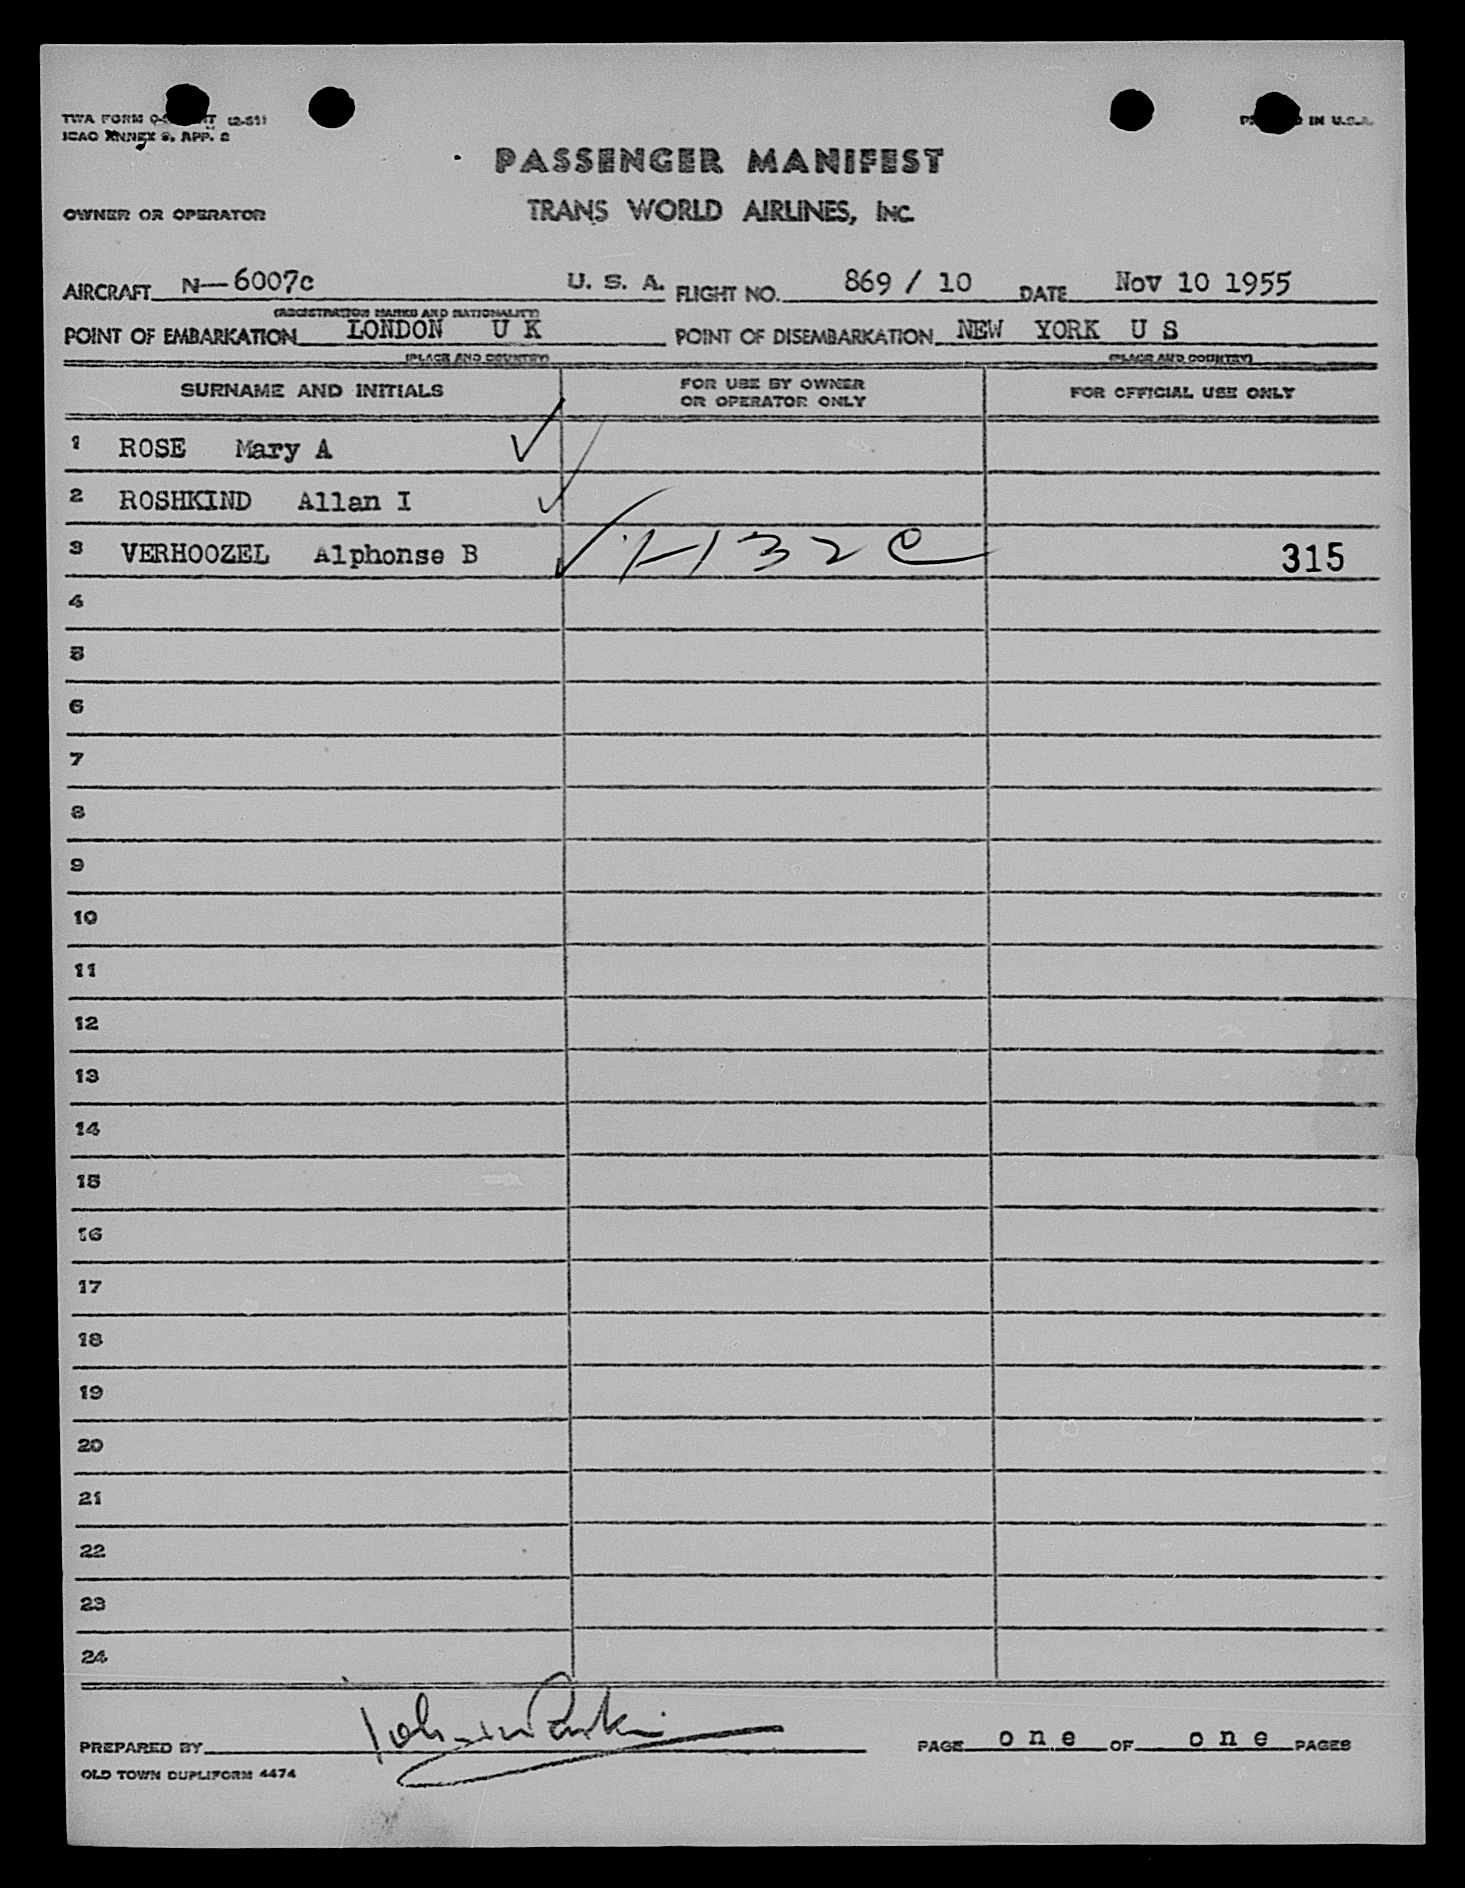 TWA FORM (2-51)
PRINTED IN U.S.A.
ICAO ANNEX 9, APP. 2
PASSENGER MANIFEST
OWNER OR OPERATOR TRANS WORLD AIRLINES, INC.
AIRCRAFT N—6007c U. S. A. FLIGHT NO. 869 / 10 DATE Nov 10 1955
(REGISTRATION MARKS AND NATIONALITY)
POINT OF EMBARKATION LONDON U K POINT OF DISEMBARKATION NEW YORK U S
(PLACE AND COUNTRY) (PLACE AND COUNTRY)
SURNAME AND INITIALS FOR USE BY OWNER OR OPERATOR ONLY FOR OFFICIAL USE ONLY
1 ROSE Mary A
2 ROSHKIND Allan I
3 VERHOOZEL Alphonse B 315
4
5
6
7
8
9
10
11
12
13
14
15
16
17
18
19
20
21
22
23
24
PREPARED BY PAGE one OF one PAGES
OLD TOWN DUPLIFORM 4474